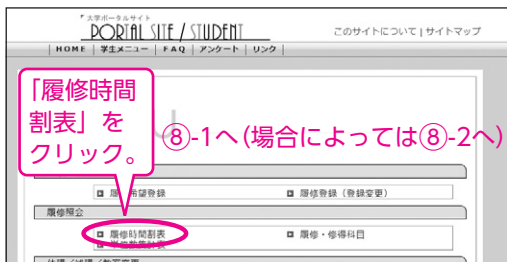 大学ポータルサイト
PORTAL SITE / STUDENT
このサイトについて | サイトマップ
| HOME | 学生メニュー | FAQ | アンケート | リンク |
「履修時間
割表」を
クリック。
⑧-1へ(場合によっては⑧-2へ)
希望登録
履修登録（登録変更）
履修照会
履修時間割表
履修・修得科目